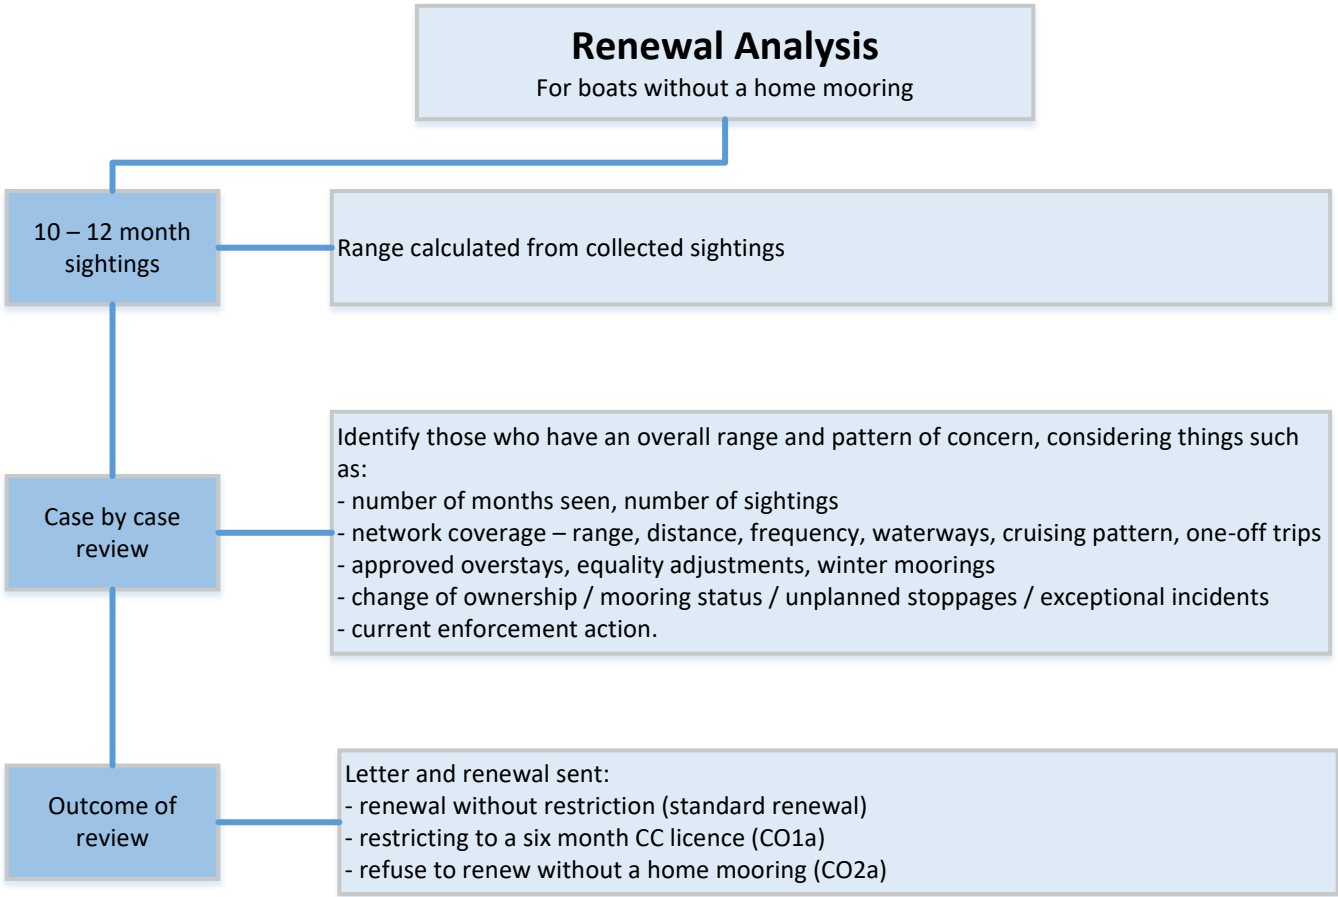 Renewal Analysis
For boats without a home mooring
10 – 12 month
sightings
Range calculated from collected sightings
Case by case
review
Identify those who have an overall range and pattern of concern, considering things such
as:
- number of months seen, number of sightings
- network coverage – range, distance, frequency, waterways, cruising pattern, one-off trips
- approved overstays, equality adjustments, winter moorings
- change of ownership / mooring status / unplanned stoppages / exceptional incidents
- current enforcement action.
Outcome of
review
Letter and renewal sent:
- renewal without restriction (standard renewal)
- restricting to a six month CC licence (CO1a)
- refuse to renew without a home mooring (CO2a)